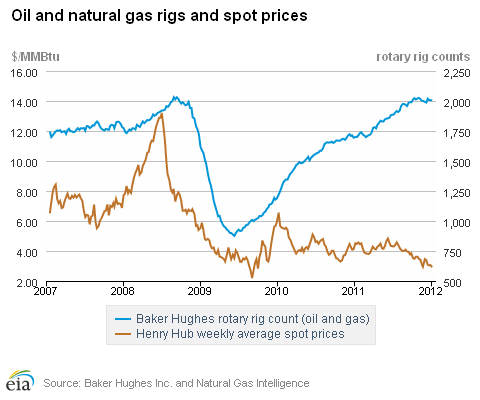 Oil and natural gas rigs and spot prices
$/MMBtu rotary rig counts
16.00 2,250
14.00 2,000
12.00 1,750
10.00 1,500
8.00 1,250
6.00 1,000
4.00 750
2.00 500
2007 2008 2009 2010 2011 2012
Baker Hughes rotary rig count (oil and gas)
Henry Hub weekly average spot prices
eia Source: Baker Hughes Inc. and Natural Gas Intelligence